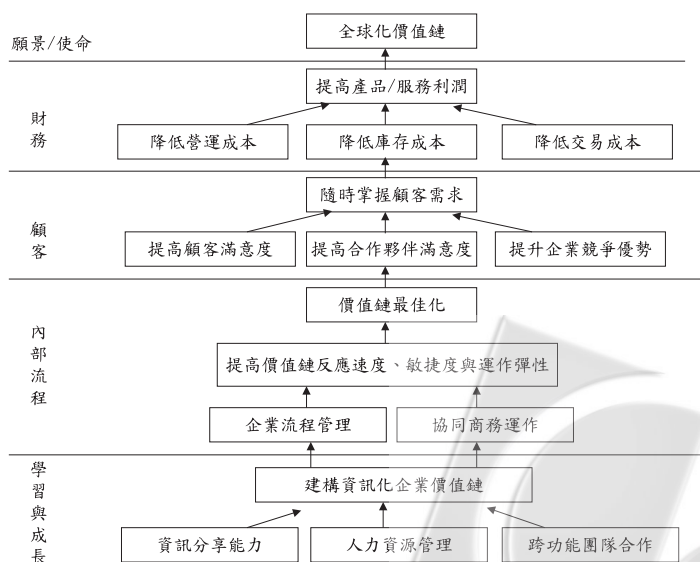 全球化價值鏈
願景/使命
提高產品/服務利潤
財務
降低營運成本
降低庫存成本
降低交易成本
隨時掌握顧客需求
顧客
提高顧客滿意度
提高合作夥伴滿意度
提升企業競爭優勢
價值鏈最佳化
內部流程
提高價值鏈反應速度、敏捷度與運作彈性
企業流程管理
協同商務運作
學習與成長
建構資訊化企業價值鏈
資訊分享能力
人力資源管理
跨功能團隊合作